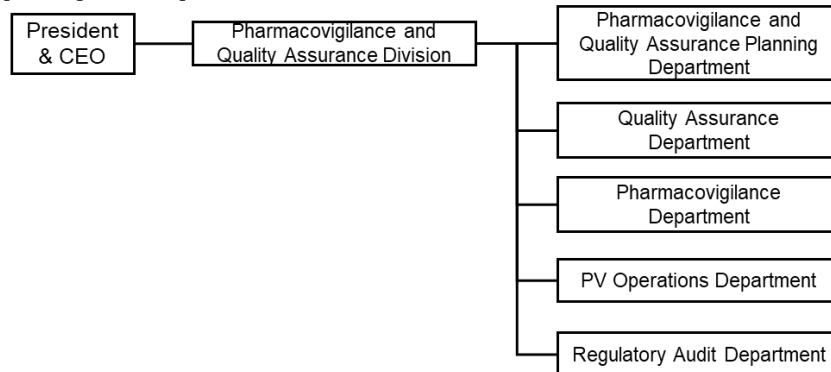 President
& CEO
Pharmacovigilance and
Quality Assurance Division
Pharmacovigilance and
Quality Assurance Planning
Department
Quality Assurance
Department
Pharmacovigilance
Department
PV Operations Department
Regulatory Audit Department